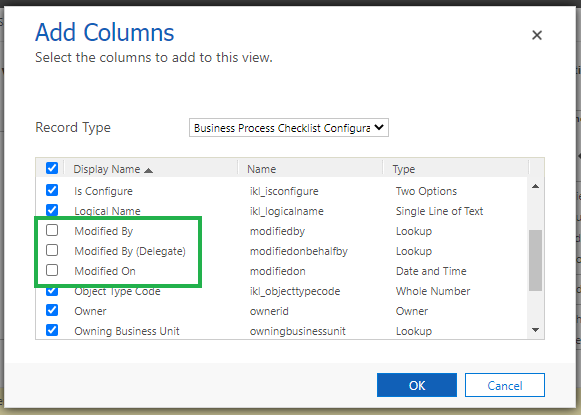 Add Columns
Select the columns to add to this view.
Record Type Business Process Checklist Configura
Display Name Name Type
Is Configure ikl_isconfigure Two Options
Logical Name ikl_logicalname Single Line of Text
Modified By modifiedby Lookup
Modified By (Delegate) modifiedonbehalfby Lookup
Modified On modifiedon Date and Time
Object Type Code ikl_objecttypecode Whole Number
Owner ownerid Owner
Owning Business Unit owningbusinessunit Lookup
OK Cancel